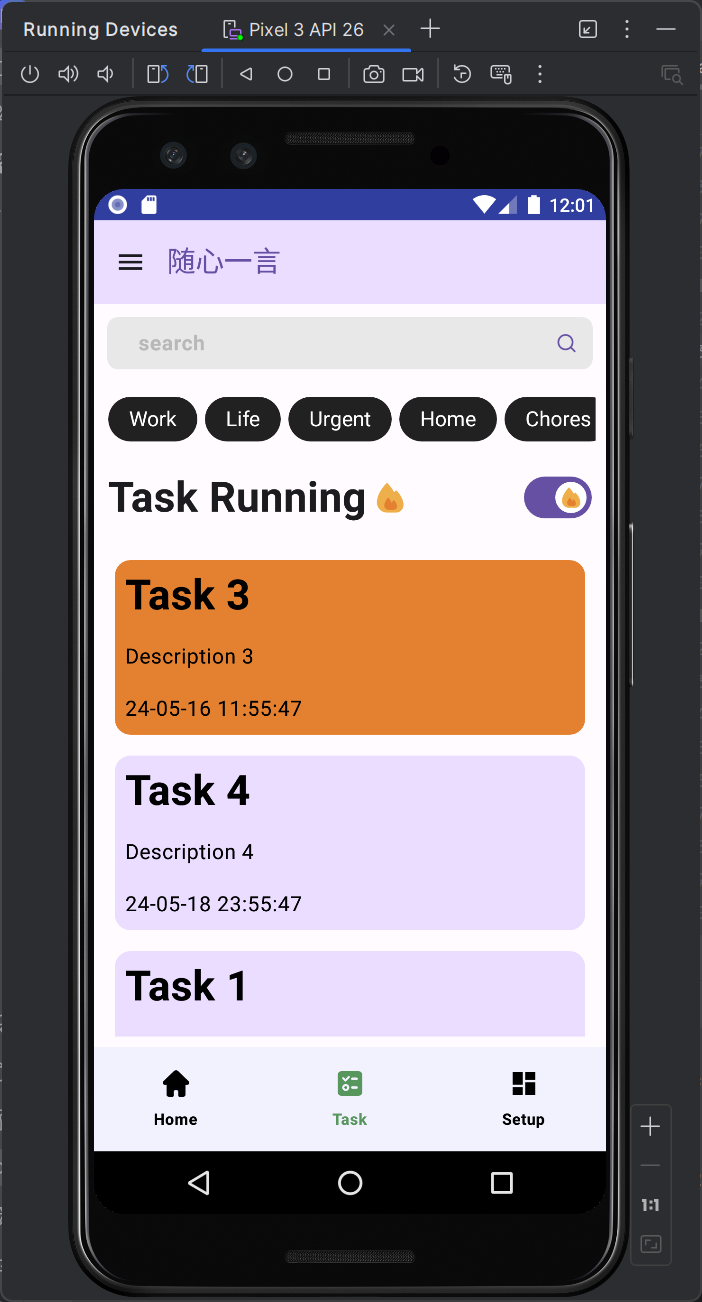 Running Devices
Pixel 3 API 26
12:01
随心一言
search
Work Life Urgent Home Chores
Task Running
Task 3
Description 3
24-05-16 11:55:47
Task 4
Description 4
24-05-18 23:55:47
Task 1
Home Task Setup
1:1